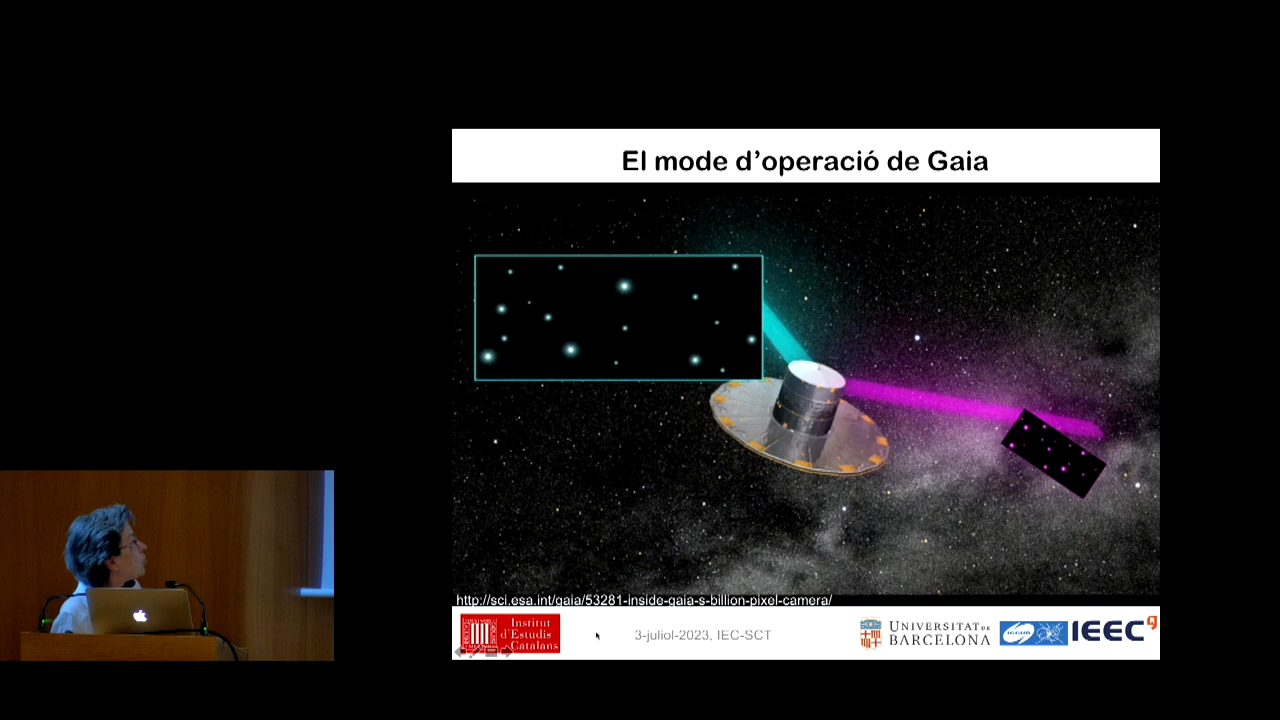 El mode d'operació de Gaia
http://sci.esa.int/gaia/53281-inside-gaia-s-billion-pixel-camera/
Institut
d'Estudis
Catalans
3-juliol-2023, IEC-SCT
UNIVERSITAT DE
BARCELONA
ICCUB
IEEC